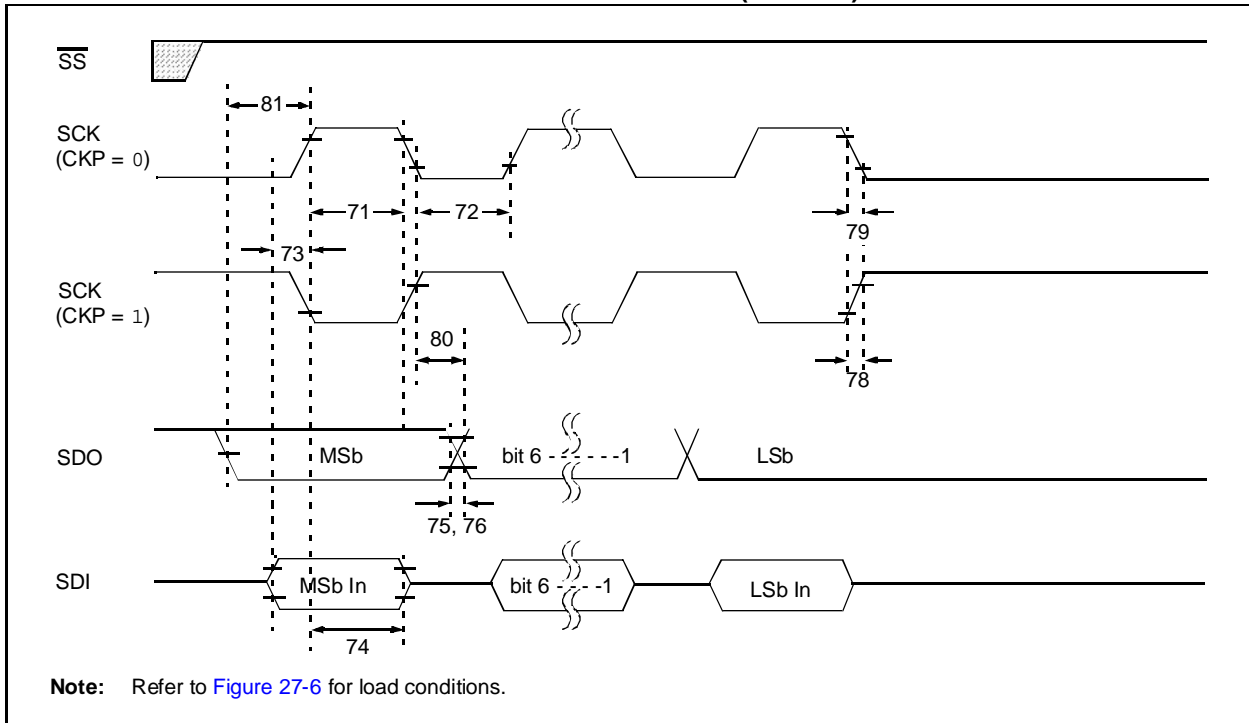 SS
81
SCK
(CKP = 0)
71
72
79
73
SCK
(CKP = 1)
80
78
SDO
MSb
bit 6 - - - - - - -1
LSb
75, 76
SDI
MSb In
bit 6 - - - - -1
LSb In
74
Note: Refer to Figure 27-6 for load conditions.